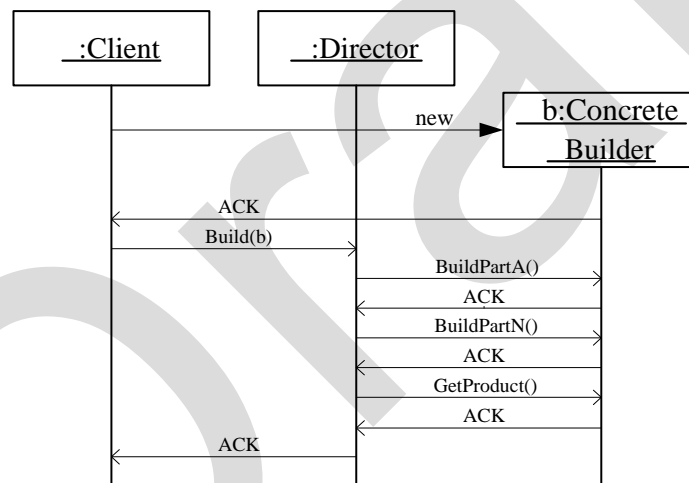 :Client
:Director
new
b:Concrete
Builder
ACK
Build(b)
BuildPartA()
ACK
BuildPartN()
ACK
GetProduct()
ACK
ACK